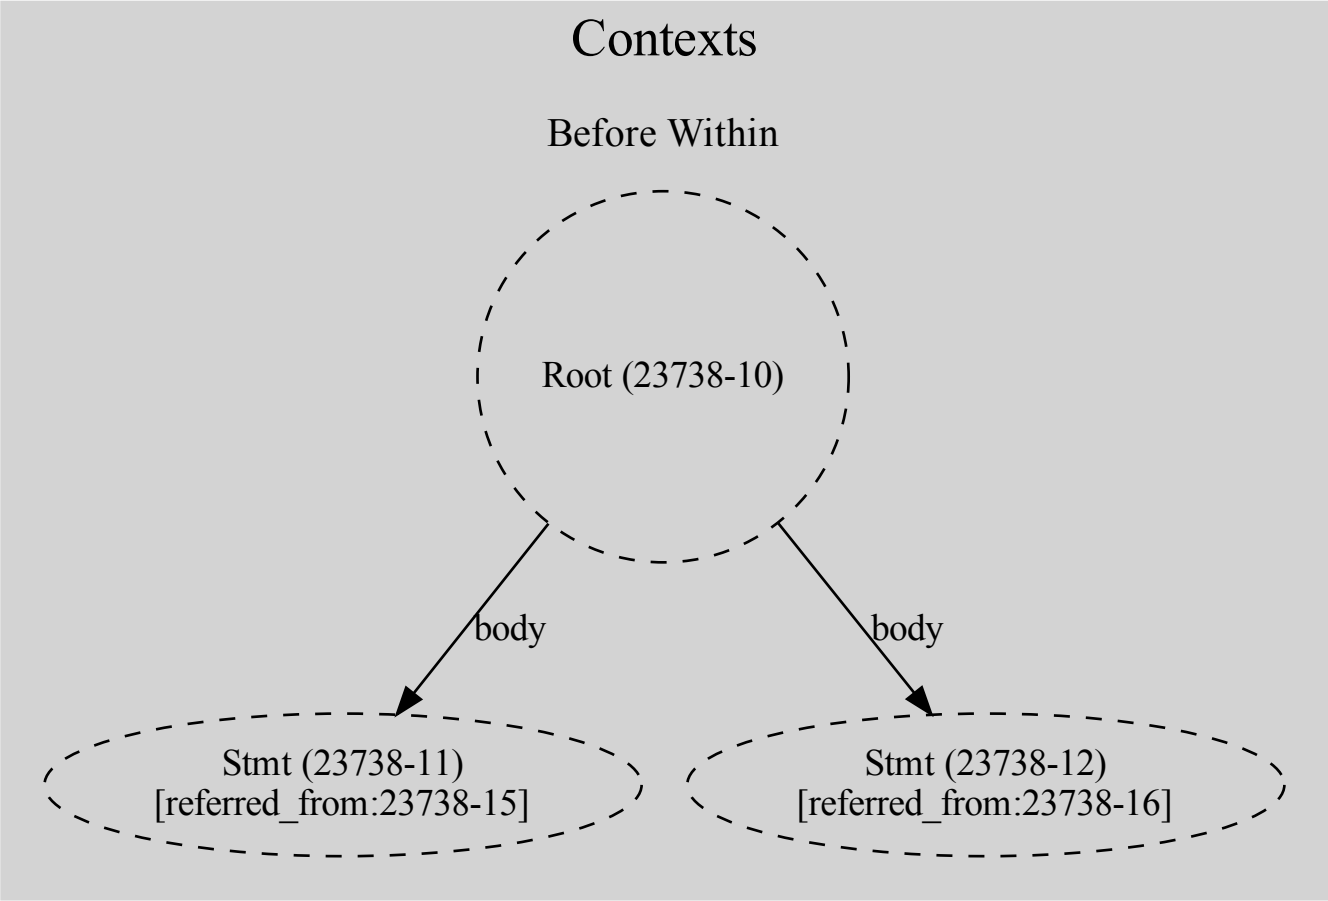 Contexts
Before Within
Root (23738-10)
body
body
Stmt (23738-11)
[referred_from:23738-15]
Stmt (23738-12)
[referred_from:23738-16]